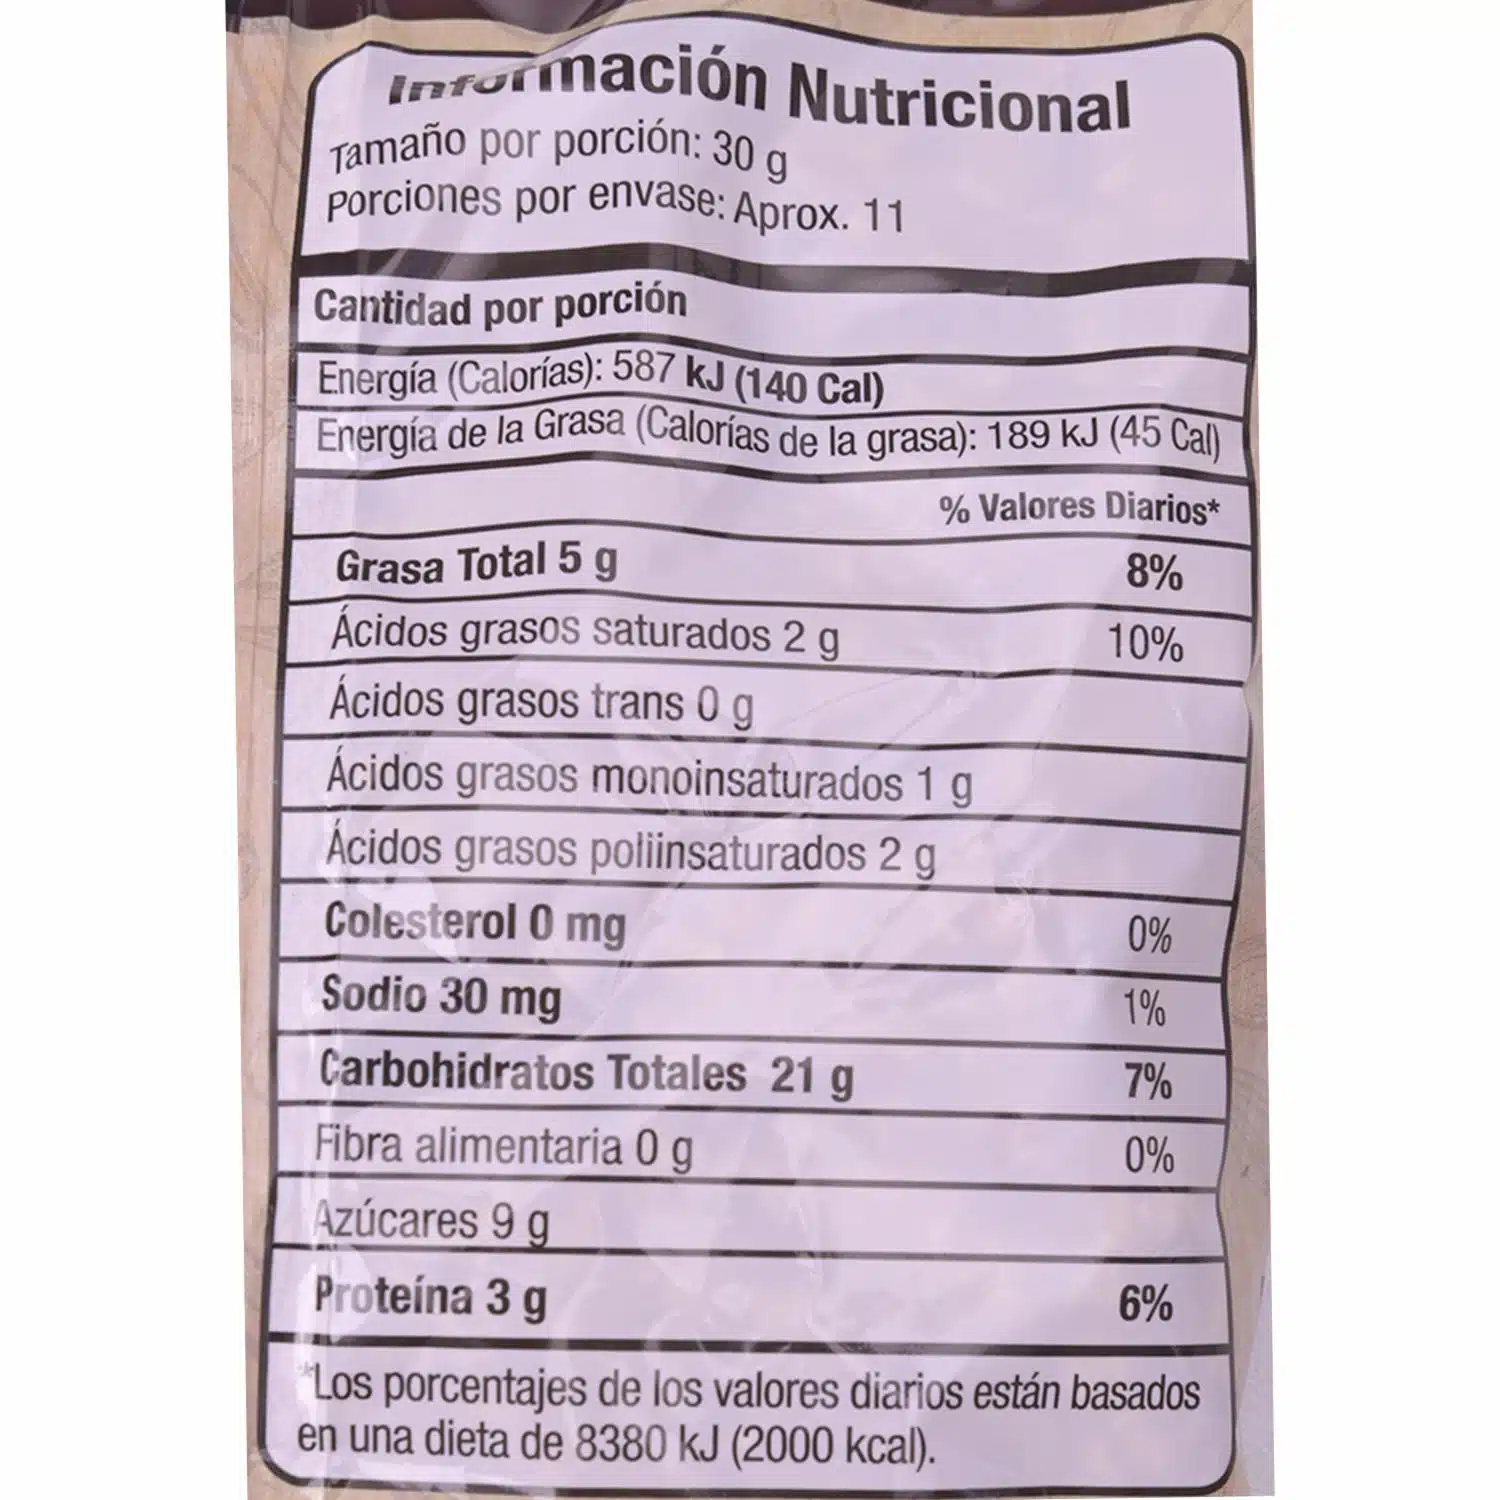 Información Nutricional
Tamaño por porción: 30 g
Porciones por envase: Aprox. 11
Cantidad por porción
Energía (Calorías): 587 kJ (140 Cal)
Energía de la Grasa (Calorías de la grasa): 189 kJ (45 Cal)
% Valores Diarios*
Grasa Total 5 g 8%
Ácidos grasos saturados 2 g 10%
Ácidos grasos trans 0 g
Ácidos grasos monoinsaturados 1 g
Ácidos grasos poliinsaturados 2 g
Colesterol 0 mg 0%
Sodio 30 mg 1%
Carbohidratos Totales 21 g 7%
Fibra alimentaria 0 g 0%
Azúcares 9 g
Proteína 3 g 6%
*Los porcentajes de los valores diarios están basados
en una dieta de 8380 kJ (2000 kcal).